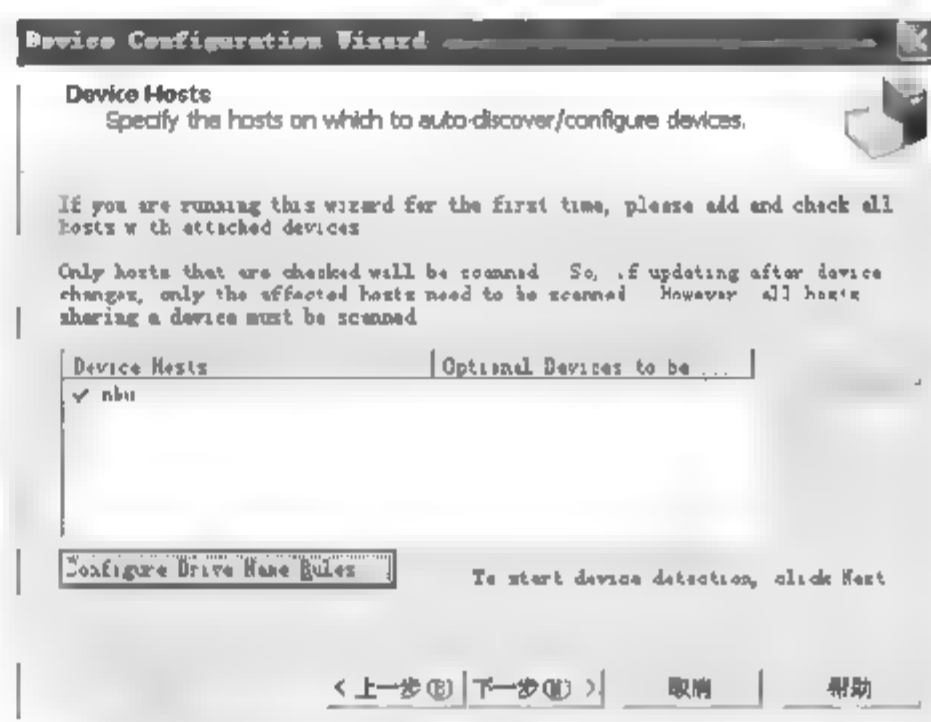 Device Configuration Wizard
Device Hosts
Specify the hosts on which to auto-discover/configure devices.
If you are running this wizard for the first time, please add and check all
hosts with attached devices
Only hosts that are checked will be scanned So, if updating after device
changes, only the affected hosts need to be scanned However all hosts
sharing a device must be scanned
Device Hosts Optional Devices to be ...
nbu
Configure Drive Name Rules
To start device detection, click Next
< 上一步(B) 下一步(N) > 取消 帮助